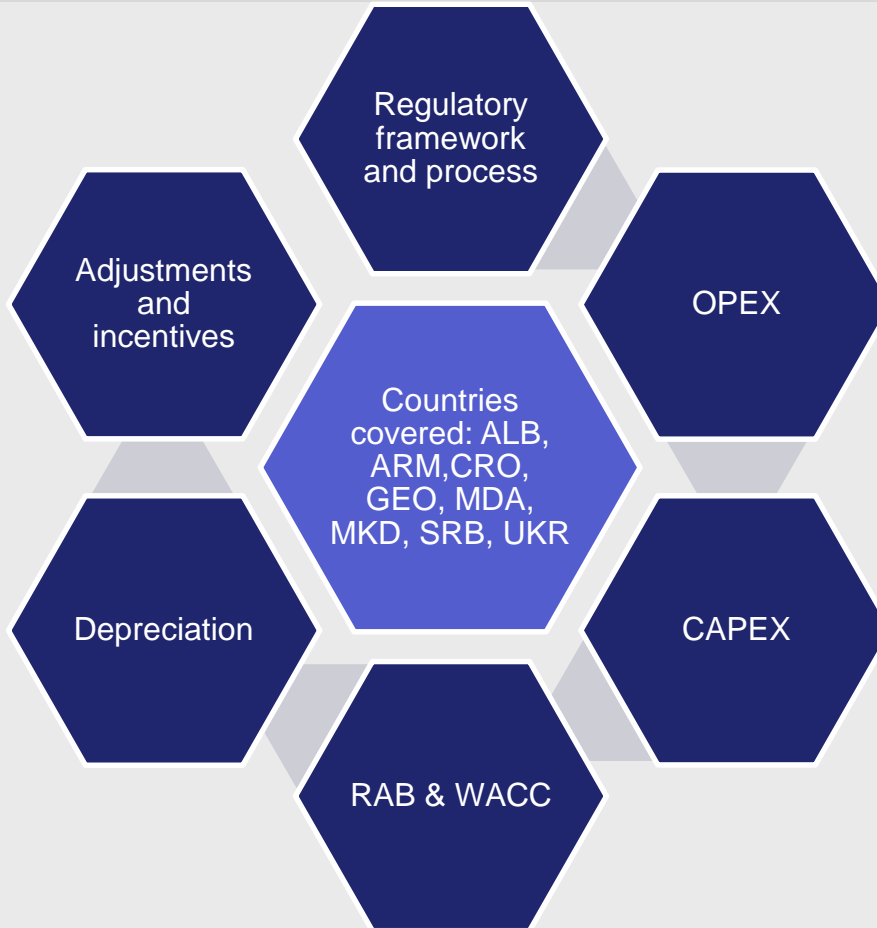 Regulatory
framework
and process
OPEX
CAPEX
RAB & WACC
Depreciation
Adjustments
and
incentives
Countries
covered: ALB,
ARM,CRO,
GEO, MDA,
MKD, SRB, UKR